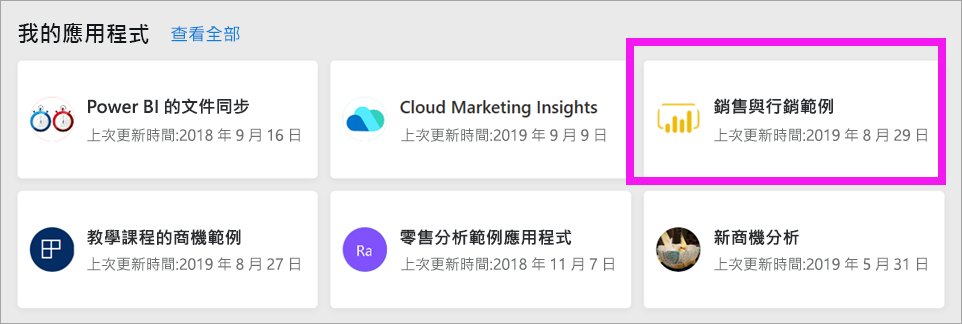 我的應用程式 查看全部
Power BI 的文件同步
上次更新時間:2018 年 9 月 16 日
Cloud Marketing Insights
上次更新時間:2019 年 9 月 9 日
銷售與行銷範例
上次更新時間:2019 年 8 月 29 日
教學課程的商機範例
上次更新時間:2019 年 8 月 27 日
Ra
零售分析範例應用程式
上次更新時間:2018 年 11 月 7 日
新商機分析
上次更新時間:2019 年 5 月 31 日